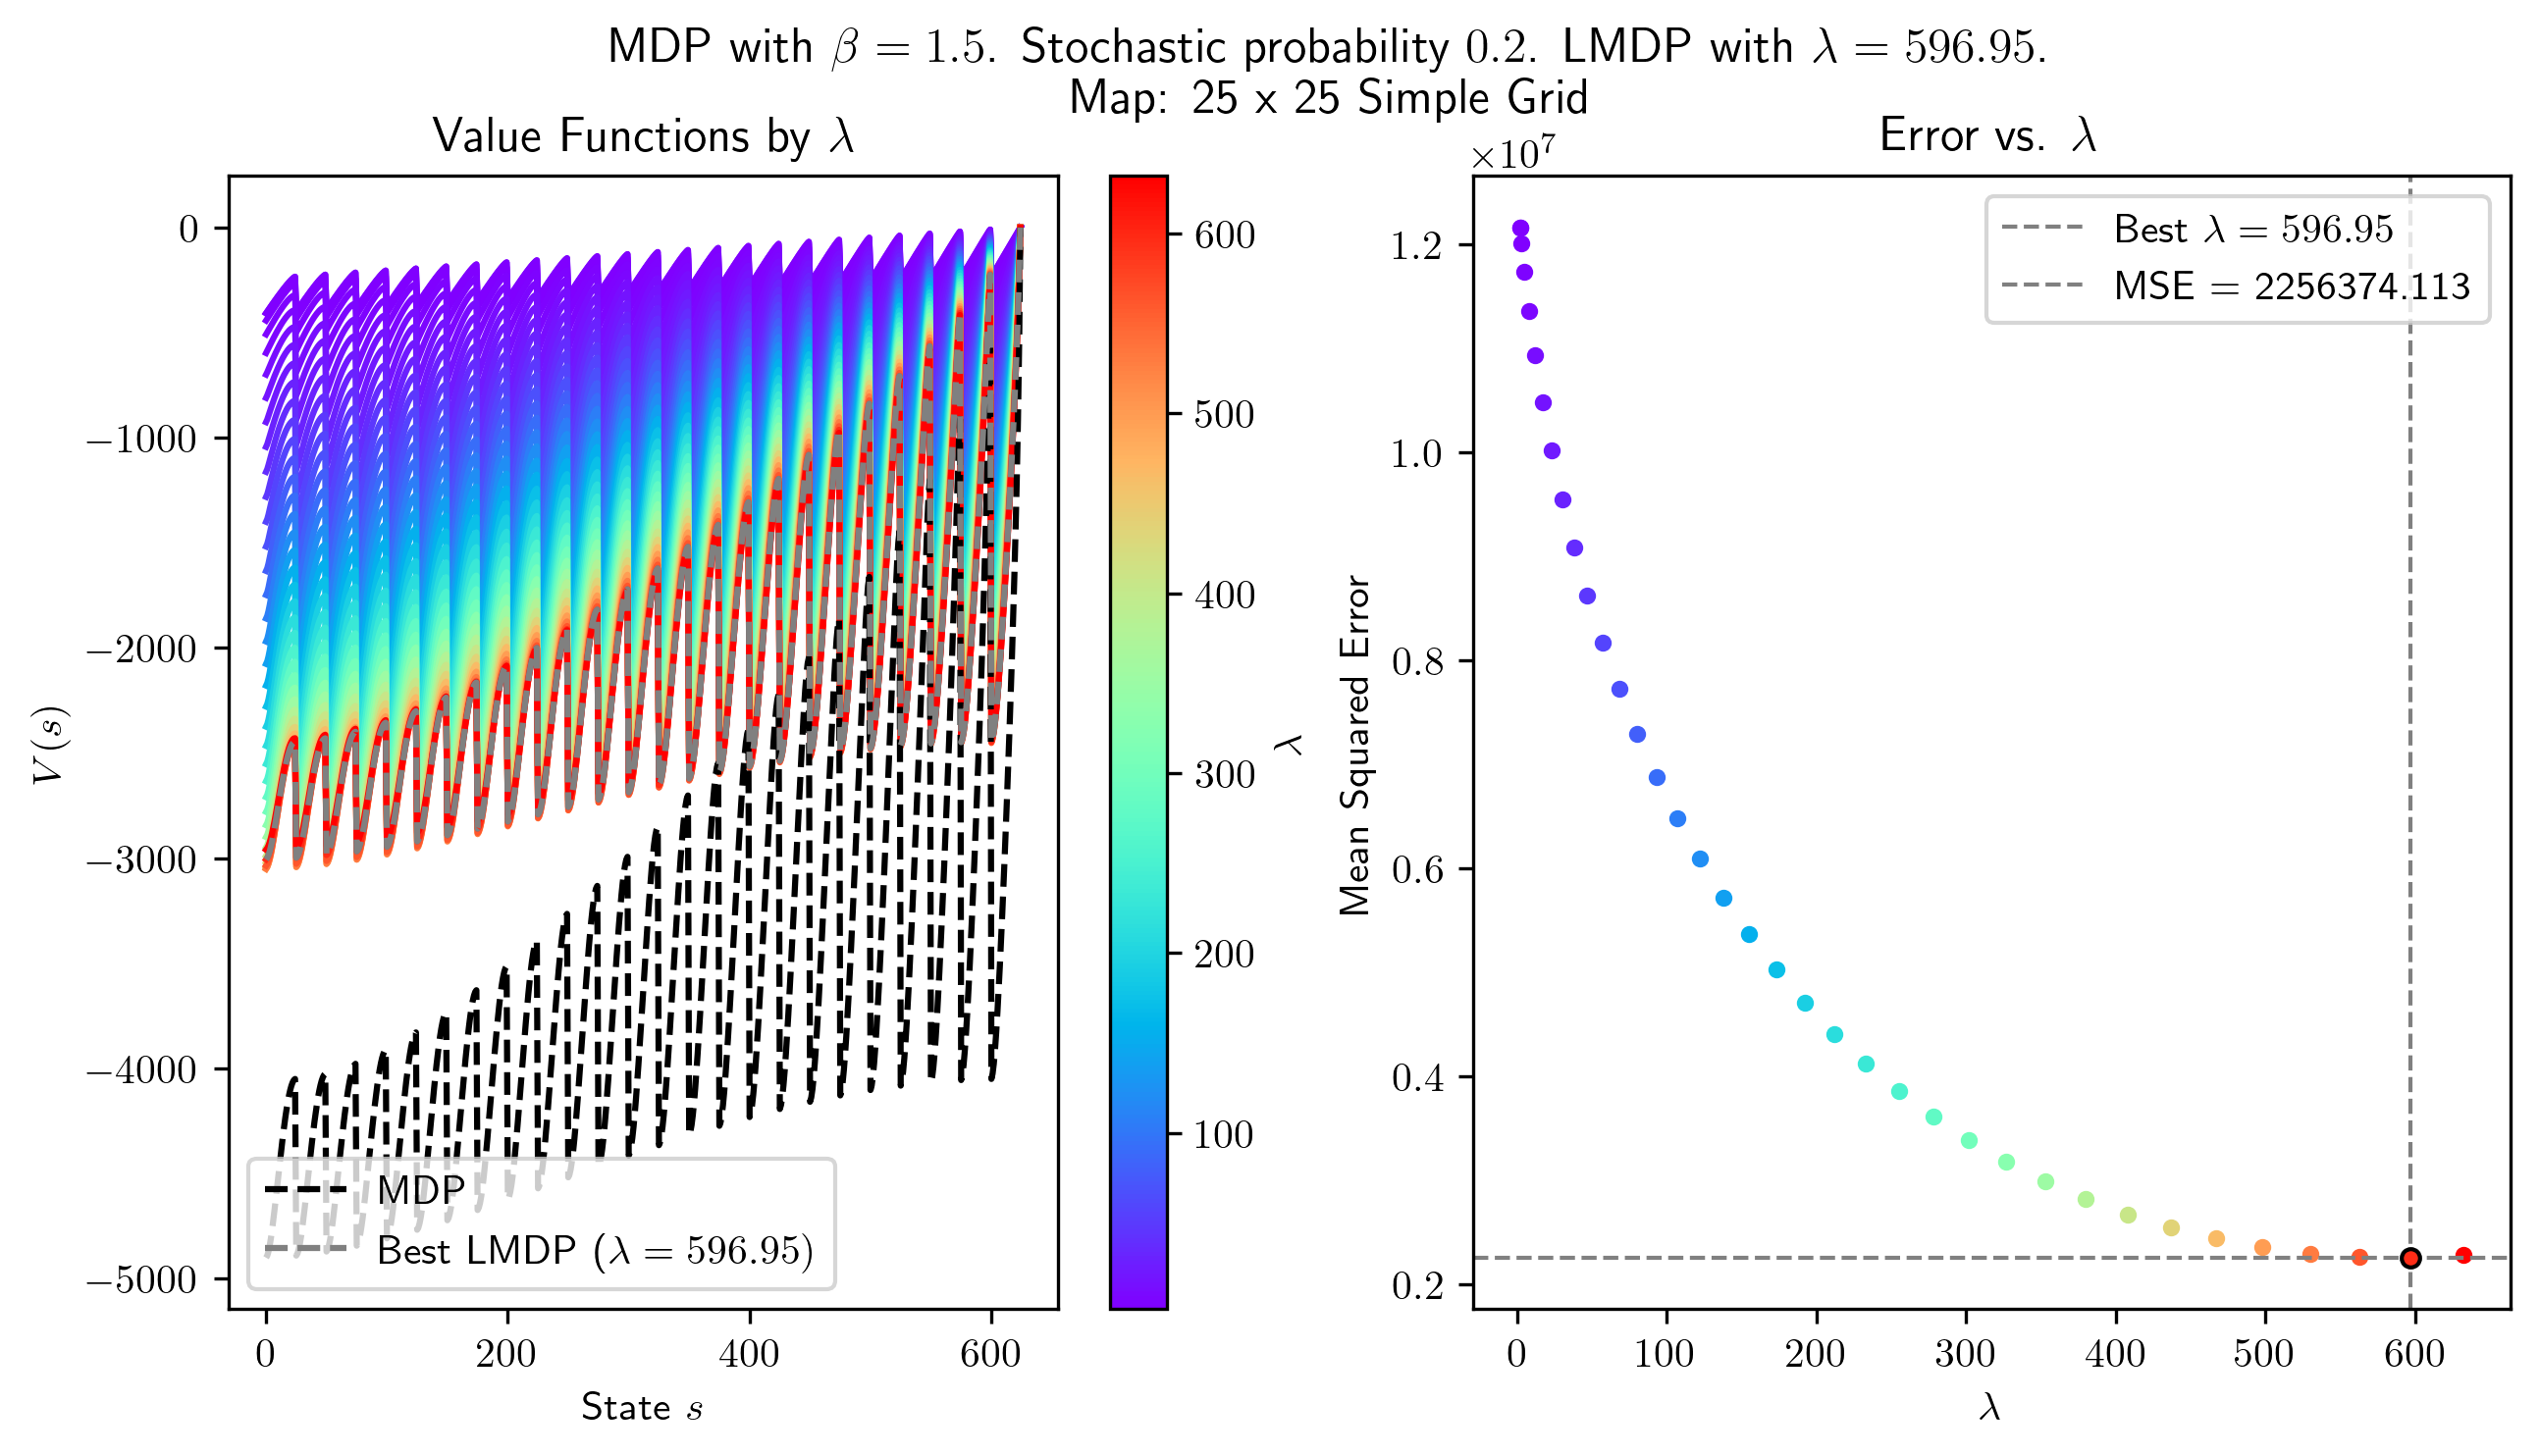 MDP with β = 1.5. Stochastic probability 0.2. LMDP with λ = 596.95.
Map: 25 x 25 Simple Grid
Value Functions by λ
0
−1000
−2000
−3000
−4000
−5000
V(s)
0
200
400
600
State s
MDP
Best LMDP (λ = 596.95)
600
500
400
300
200
100
λ
Error vs. λ
×10⁷
1.2
1.0
0.8
0.6
0.4
0.2
Mean Squared Error
0
100
200
300
400
500
600
λ
Best λ = 596.95
MSE = 2256374.113